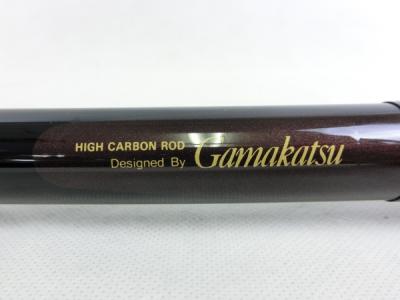 HIGH CARBON ROD
Designed By Gamakatsu